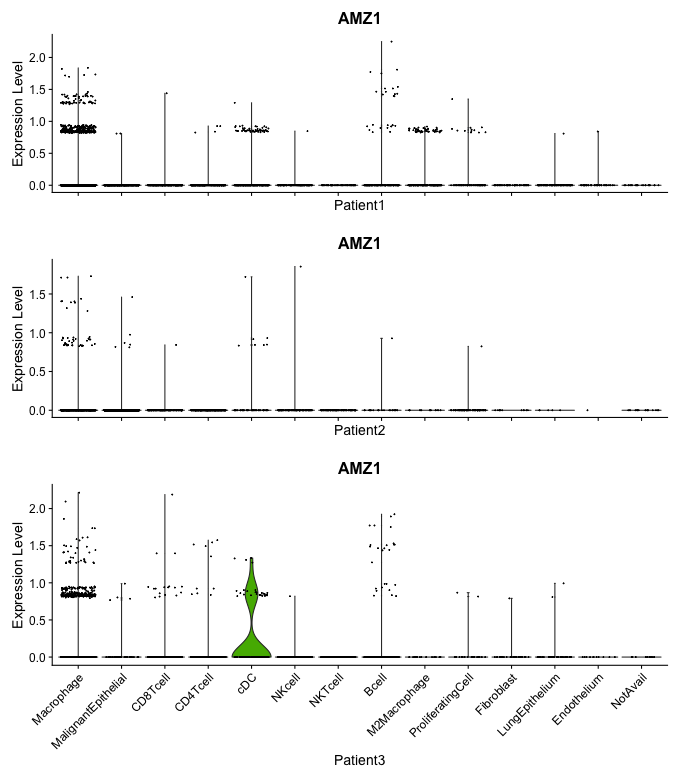 AMZ1
Expression Level
2.0
1.5
1.0
0.5
0.0
Patient1
AMZ1
Expression Level
1.5
1.0
0.5
0.0
Patient2
AMZ1
Expression Level
2.0
1.5
1.0
0.5
0.0
Macrophage
MalignantEpithelial
CD8Tcell
CD4Tcell
cDC
NKcell
NKTcell
Bcell
M2Macrophage
ProliferatingCell
Fibroblast
LungEpithelium
Endothelium
NotAvail
Patient3